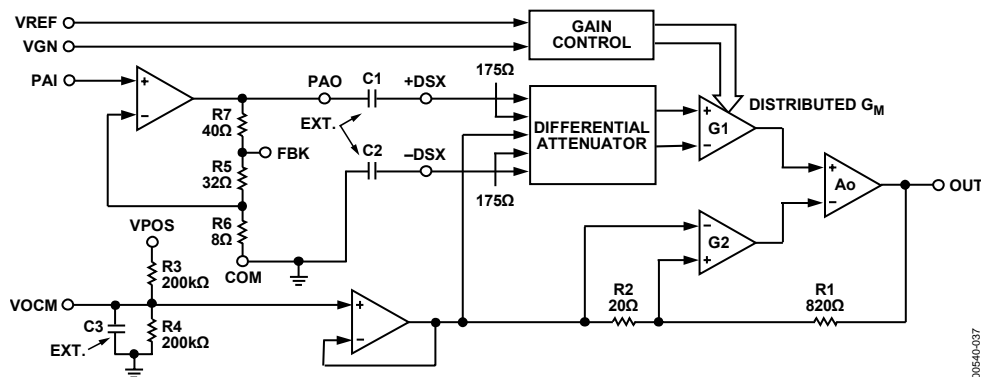 VREF
VGN
GAIN
CONTROL
PAI
+
−
PAO
C1
+DSX
175Ω
DISTRIBUTED GM
R7
40Ω
EXT.
DIFFERENTIAL
ATTENUATOR
+
G1
−
FBK
C2
−DSX
R5
32Ω
175Ω
+
Ao
−
OUT
R6
8Ω
−
G2
+
VPOS
COM
R3
200kΩ
R2
20Ω
R1
820Ω
VOCM
+
−
C3
R4
200kΩ
EXT.
00540-037